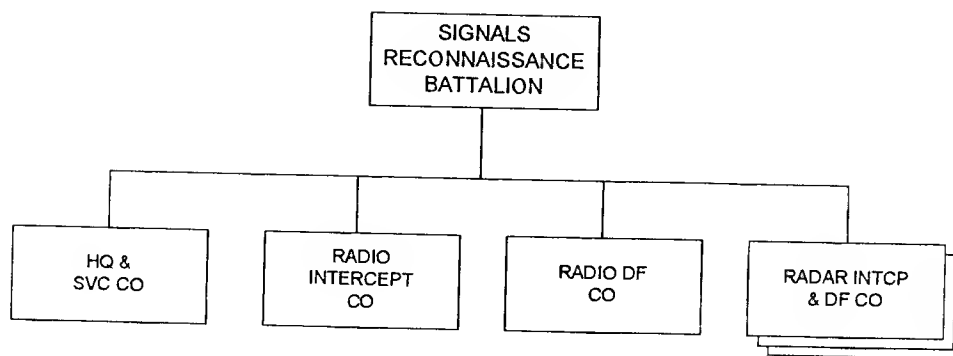 SIGNALS
RECONNAISSANCE
BATTALION
HQ &
SVC CO
RADIO
INTERCEPT
CO
RADIO DF
CO
RADAR INTCP
& DF CO